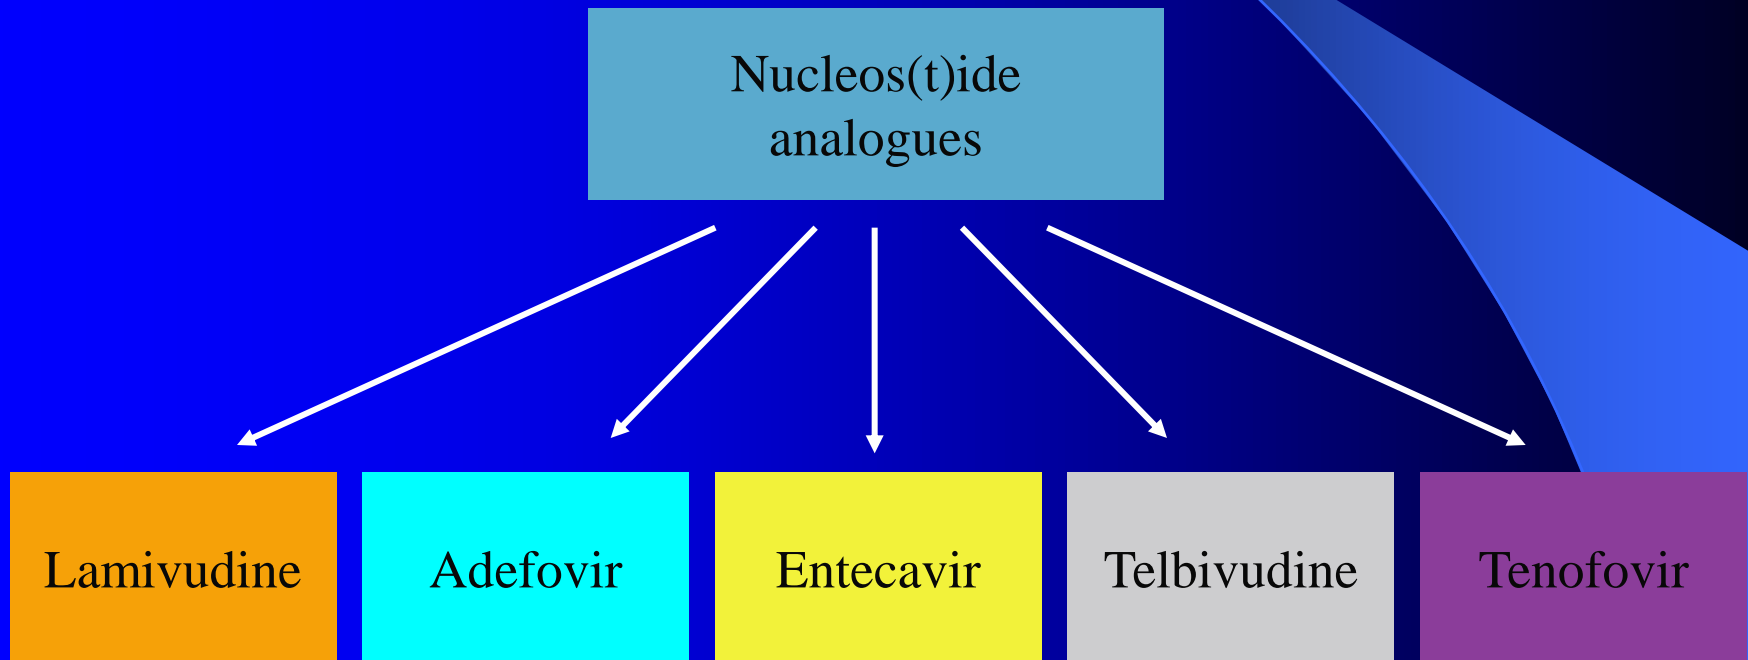 Nucleos(t)ide
analogues
Lamivudine
Adefovir
Entecavir
Telbivudine
Tenofovir